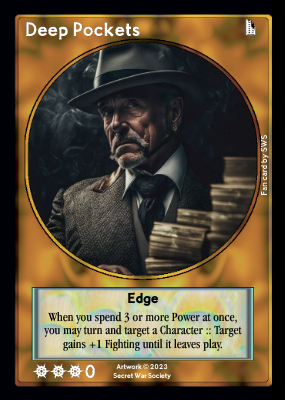 Deep Pockets
Fan card by SWS
Edge
When you spend 3 or more Power at once,
you may turn and target a Character :: Target
gains +1 Fighting until it leaves play.
0
Artwork © 2023
Secret War Society